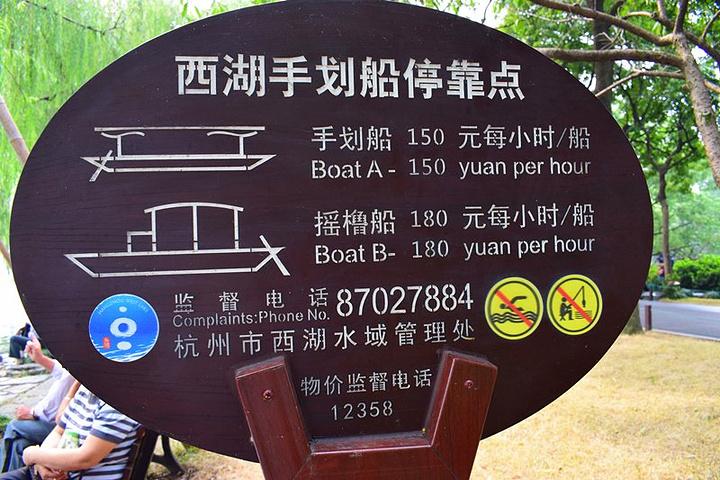 西湖手划船停靠点
手划船 150 元每小时/船
Boat A - 150 yuan per hour
摇橹船 180 元每小时/船
Boat B- 180 yuan per hour
监督电话 87027884
Complaints:Phone No.
杭州市西湖水域管理处
物价监督电话
12358